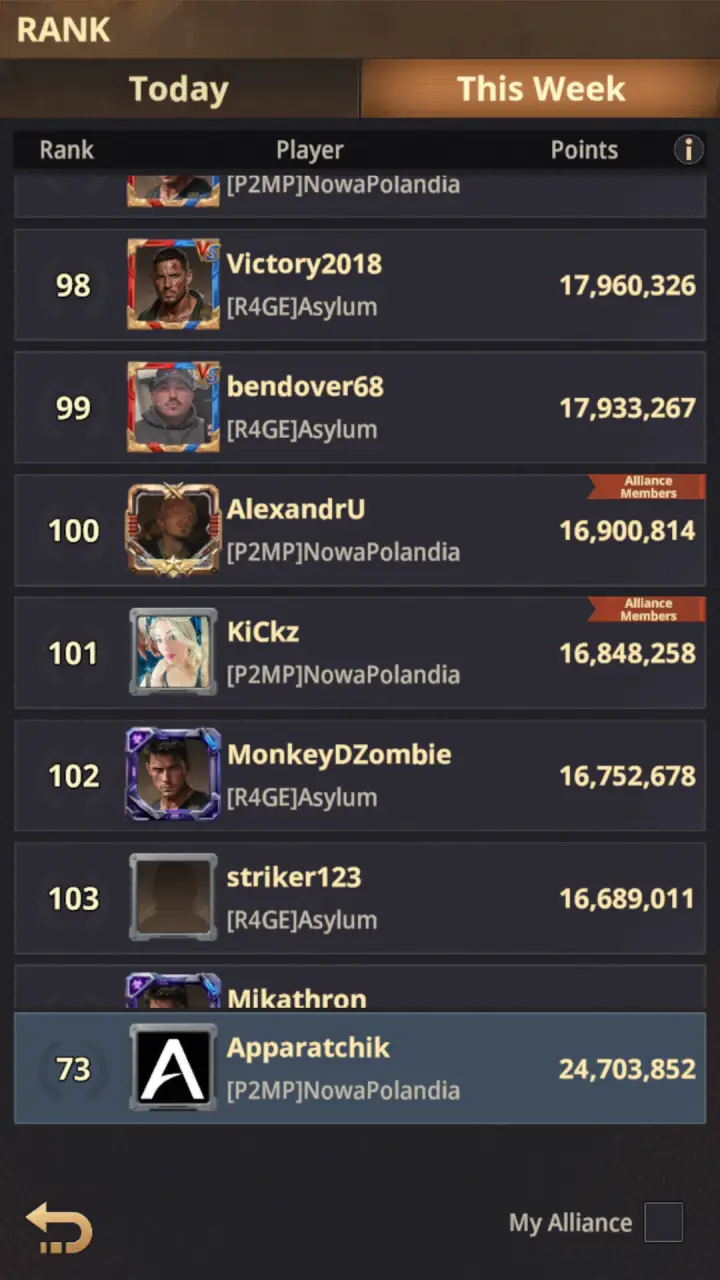 RANK
Today
This Week
Rank
Player
Points
i
[P2MP]NowaPolandia
98
VS
Victory2018
[R4GE]Asylum
17,960,326
99
VS
bendover68
[R4GE]Asylum
17,933,267
100
AlexandrU
[P2MP]NowaPolandia
Alliance
Members
16,900,814
101
KiCkz
[P2MP]NowaPolandia
Alliance
Members
16,848,258
102
MonkeyDZombie
[R4GE]Asylum
16,752,678
103
striker123
[R4GE]Asylum
16,689,011
Mikathron
73
A
Apparatchik
[P2MP]NowaPolandia
24,703,852
My Alliance